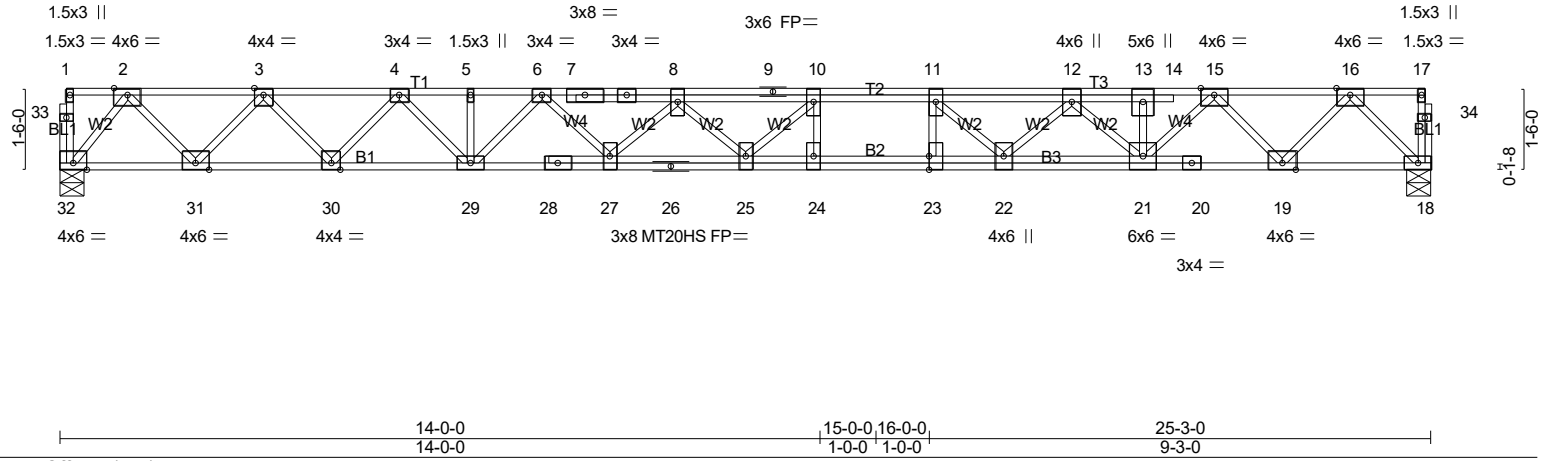 1.5x3 || 3x8 = 3x6 FP= 1.5x3 ||
1.5x3 = 4x6 = 4x4 = 3x4 = 1.5x3 || 3x4 = 3x4 = 4x6 || 5x6 || 4x6 = 4x6 = 1.5x3 =
1 2 3 4 5 6 7 8 9 10 11 12 13 14 15 16 17
T1 T2 T3
33 34
BL1 W2 W4 W2 W2 W2 W2 W2 W2 W4 BL1
1-6-0 1-6-0
B1 B2 B3
0-1-8
32 31 30 29 28 27 26 25 24 23 22 21 20 19 18
4x6 = 4x6 = 4x4 = 3x8 MT20HS FP= 4x6 || 6x6 = 4x6 =
3x4 =
14-0-0 15-0-0 16-0-0 25-3-0
14-0-0 1-0-0 1-0-0 9-3-0